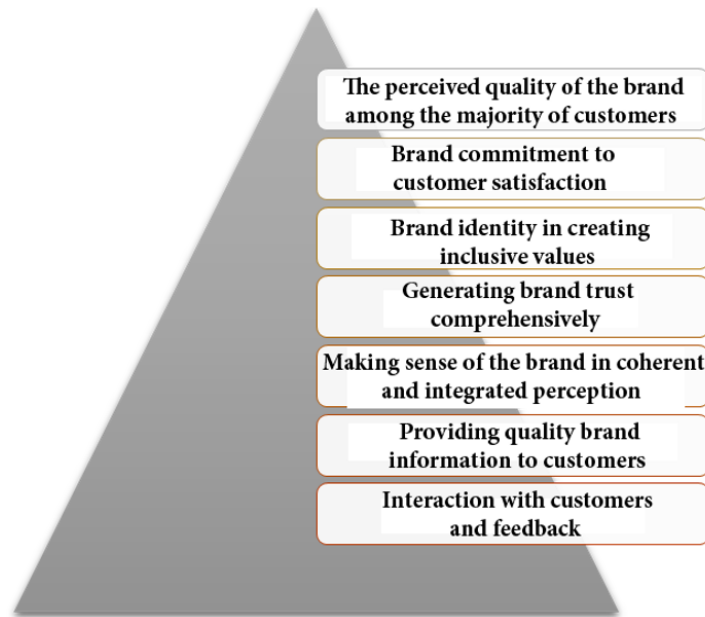 The perceived quality of the brand
among the majority of customers
Brand commitment to
customer satisfaction
Brand identity in creating
inclusive values
Generating brand trust
comprehensively
Making sense of the brand in coherent
and integrated perception
Providing quality brand
information to customers
Interaction with customers
and feedback